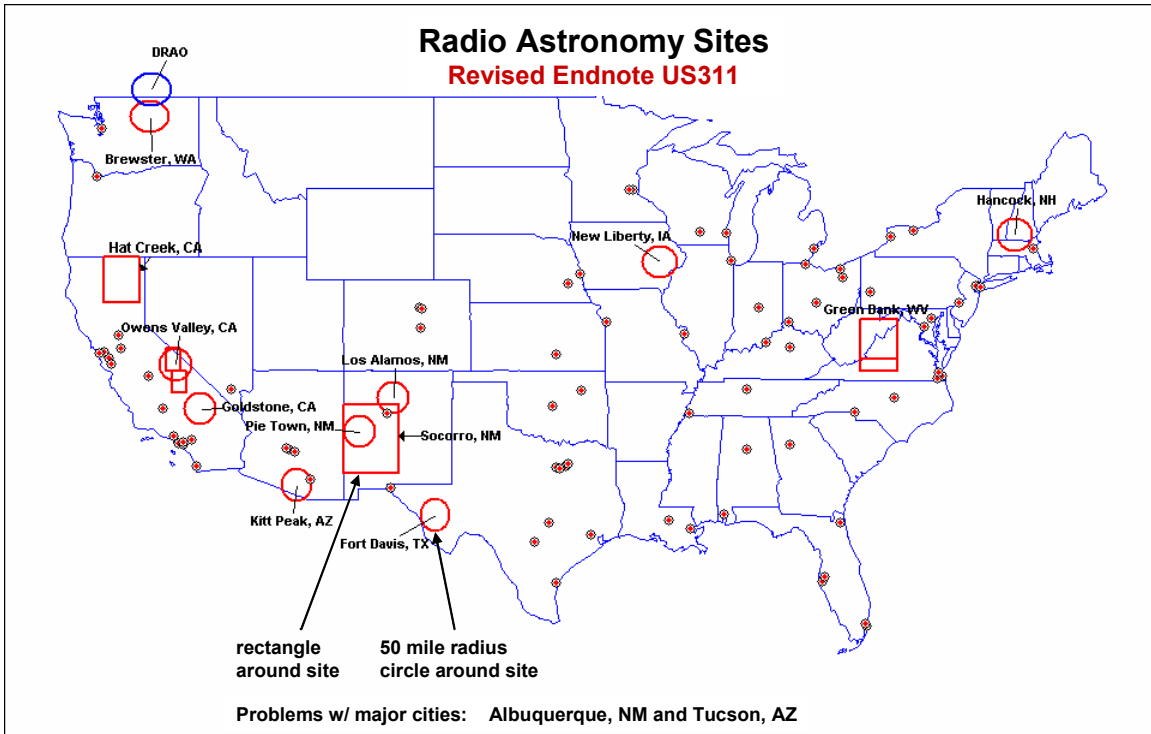 Radio Astronomy Sites
Revised Endnote US311
DRAO
Brewster, WA
Hancock, NH
Hat Creek, CA
New Liberty, IA
Green Bank, WV
Owens Valley, CA
Los Alamos, NM
Goldstone, CA
Pie Town, NM
Socorro, NM
Kitt Peak, AZ
Fort Davis, TX
rectangle
around site
50 mile radius
circle around site
Problems w/ major cities: Albuquerque, NM and Tucson, AZ